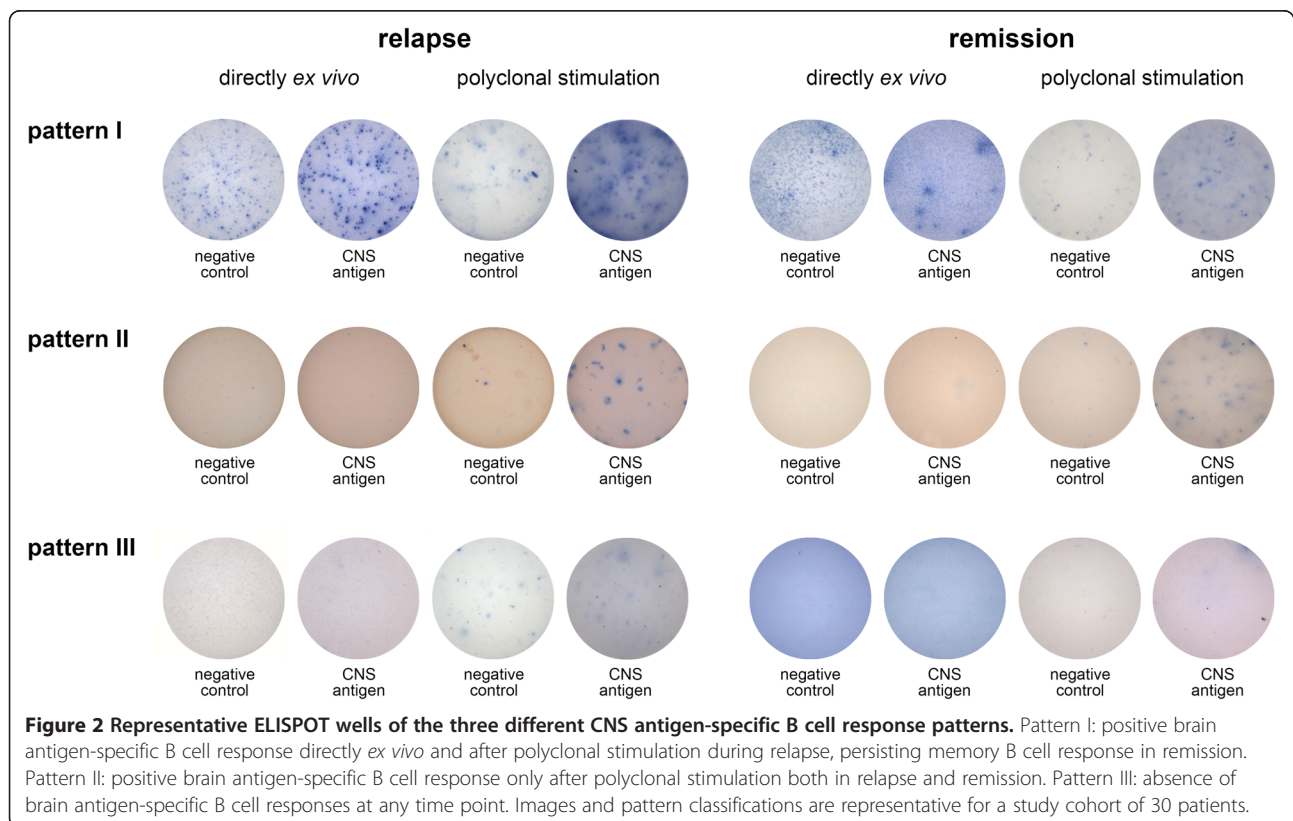 relapse remission
directly ex vivo polyclonal stimulation directly ex vivo polyclonal stimulation
pattern I
negative control CNS antigen negative control CNS antigen negative control CNS antigen negative control CNS antigen
pattern II
negative control CNS antigen negative control CNS antigen negative control CNS antigen negative control CNS antigen
pattern III
negative control CNS antigen negative control CNS antigen negative control CNS antigen negative control CNS antigen
Figure 2 Representative ELISPOT wells of the three different CNS antigen-specific B cell response patterns. Pattern I: positive brain
antigen-specific B cell response directly ex vivo and after polyclonal stimulation during relapse, persisting memory B cell response in remission.
Pattern II: positive brain antigen-specific B cell response only after polyclonal stimulation both in relapse and remission. Pattern III: absence of
brain antigen-specific B cell responses at any time point. Images and pattern classifications are representative for a study cohort of 30 patients.